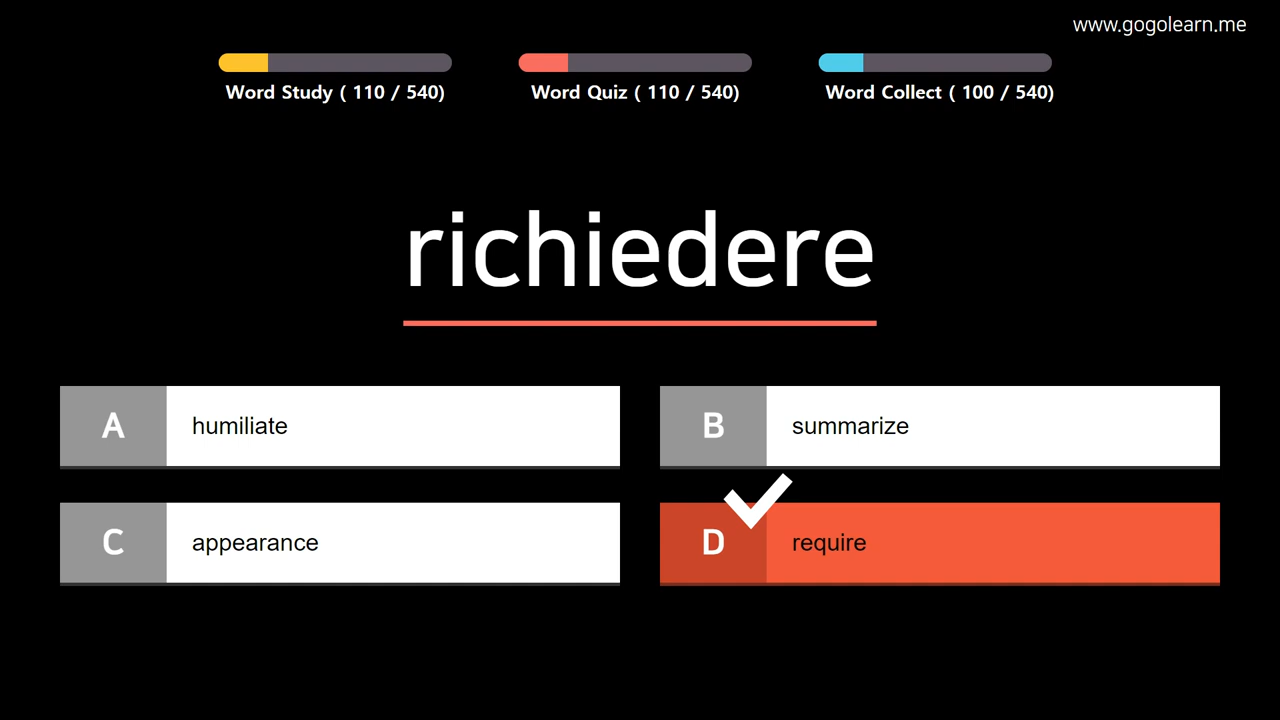 www.gogolearn.me
Word Study ( 110 / 540)
Word Quiz ( 110 / 540)
Word Collect ( 100 / 540)
richiedere
A humiliate
B summarize
C appearance
D require